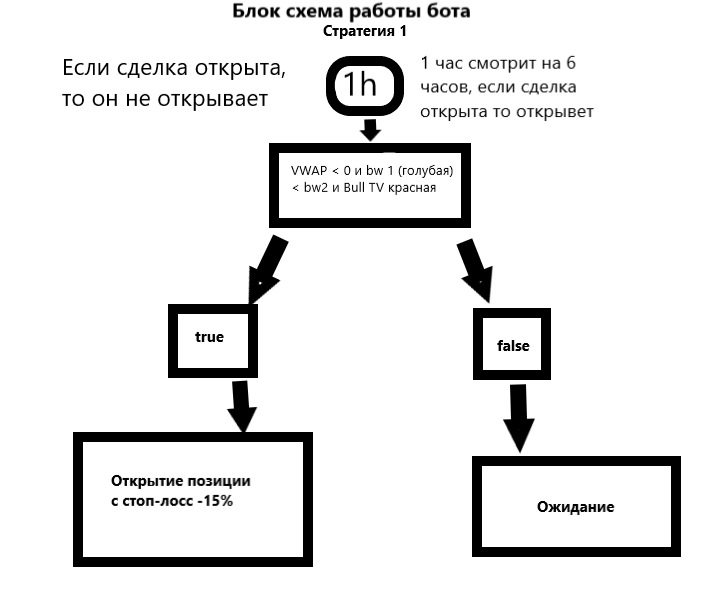 Блок схема работы бота
Стратегия 1
Если сделка открыта,
то он не открывает
1h
1 час смотрит на 6
часов, если сделка
открыта то открывет
VWAP < 0 и bw 1 (голубая)
< bw2 и Bull TV красная
true
false
Открытие позиции
с стоп-лосс -15%
Ожидание